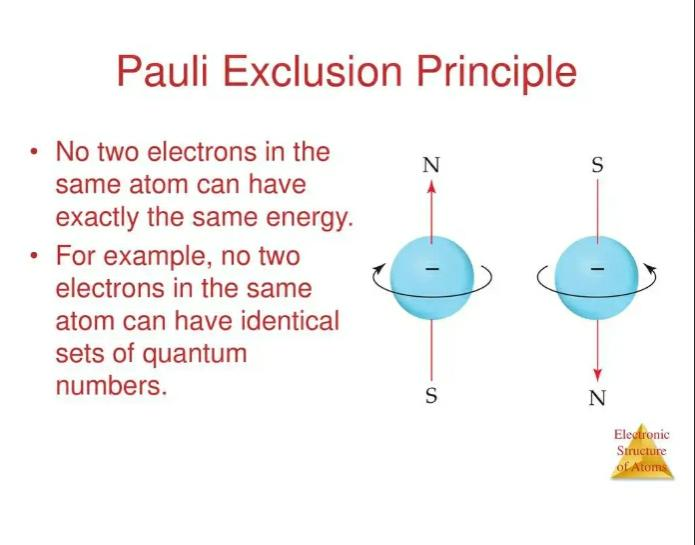 Pauli Exclusion Principle
• No two electrons in the
same atom can have
exactly the same energy.
• For example, no two
electrons in the same
atom can have identical
sets of quantum
numbers.
N
S
–
–
S
N
Electronic
Structure
of Atoms